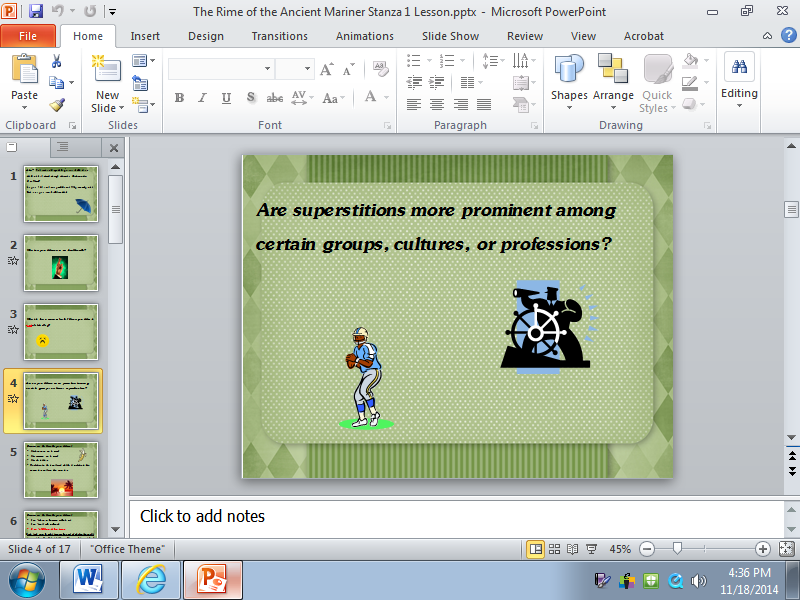 The Rime of the Ancient Mariner Stanza 1 Lesson.pptx - Microsoft PowerPoint
File Home Insert Design Transitions Animations Slide Show Review View Acrobat
Paste
New
Slide
Shapes Arrange Quick
Styles
Editing
B I U S abc AV Aa A
Clipboard Slides Font Paragraph Drawing
1
2
3
4
5
6
Are superstitions more prominent among
certain groups, cultures, or professions?
Click to add notes
Slide 4 of 17 "Office Theme" 45%
4:36 PM
11/18/2014